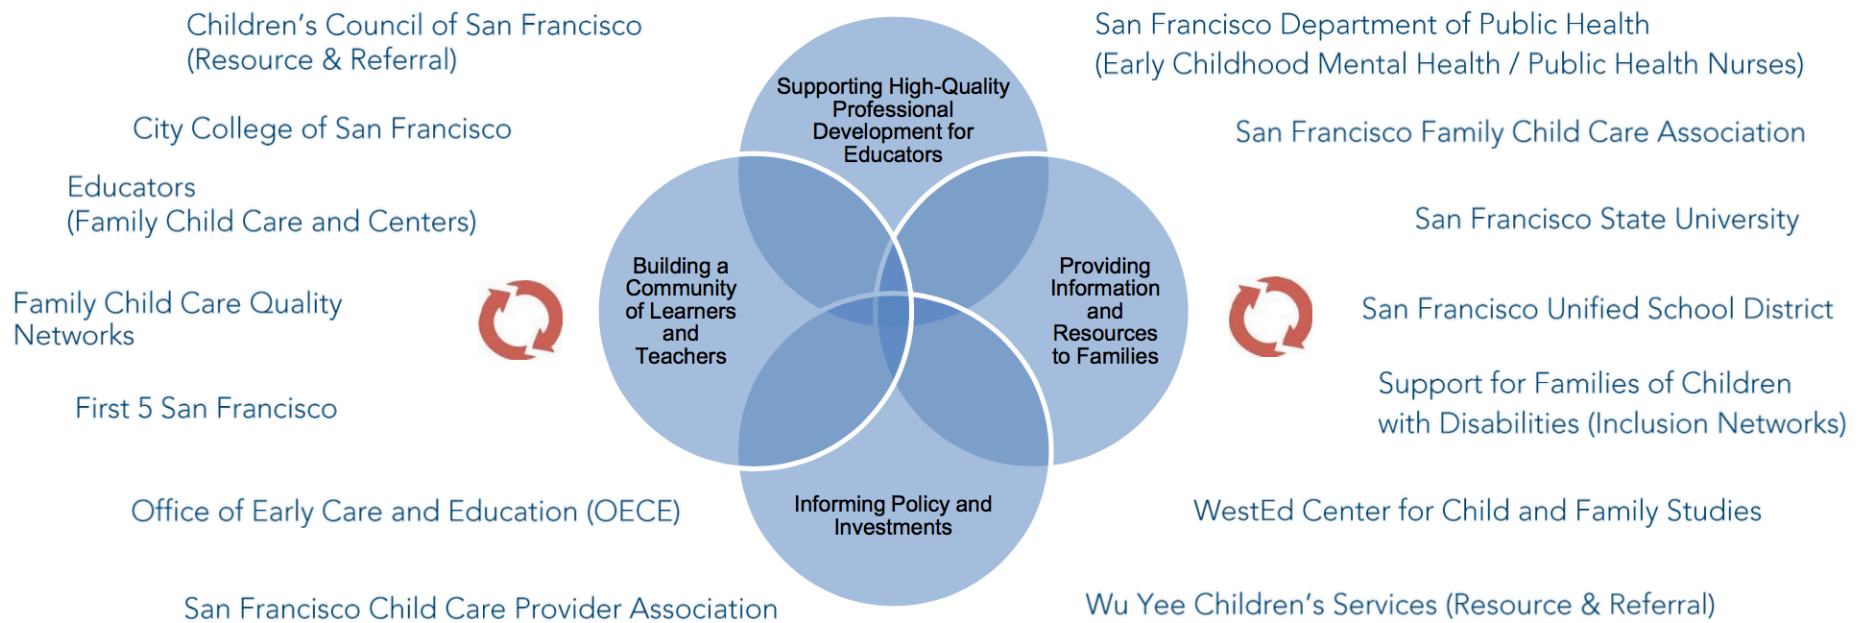 Children's Council of San Francisco
(Resource & Referral)
City College of San Francisco
Educators
(Family Child Care and Centers)
Family Child Care Quality
Networks
First 5 San Francisco
Office of Early Care and Education (OECE)
San Francisco Child Care Provider Association
Supporting High-Quality
Professional
Development for
Educators
Building a
Community
of Learners
and
Teachers
Providing
Information
and
Resources
to Families
Informing Policy and
Investments
San Francisco Department of Public Health
(Early Childhood Mental Health / Public Health Nurses)
San Francisco Family Child Care Association
San Francisco State University
San Francisco Unified School District
Support for Families of Children
with Disabilities (Inclusion Networks)
WestEd Center for Child and Family Studies
Wu Yee Children's Services (Resource & Referral)